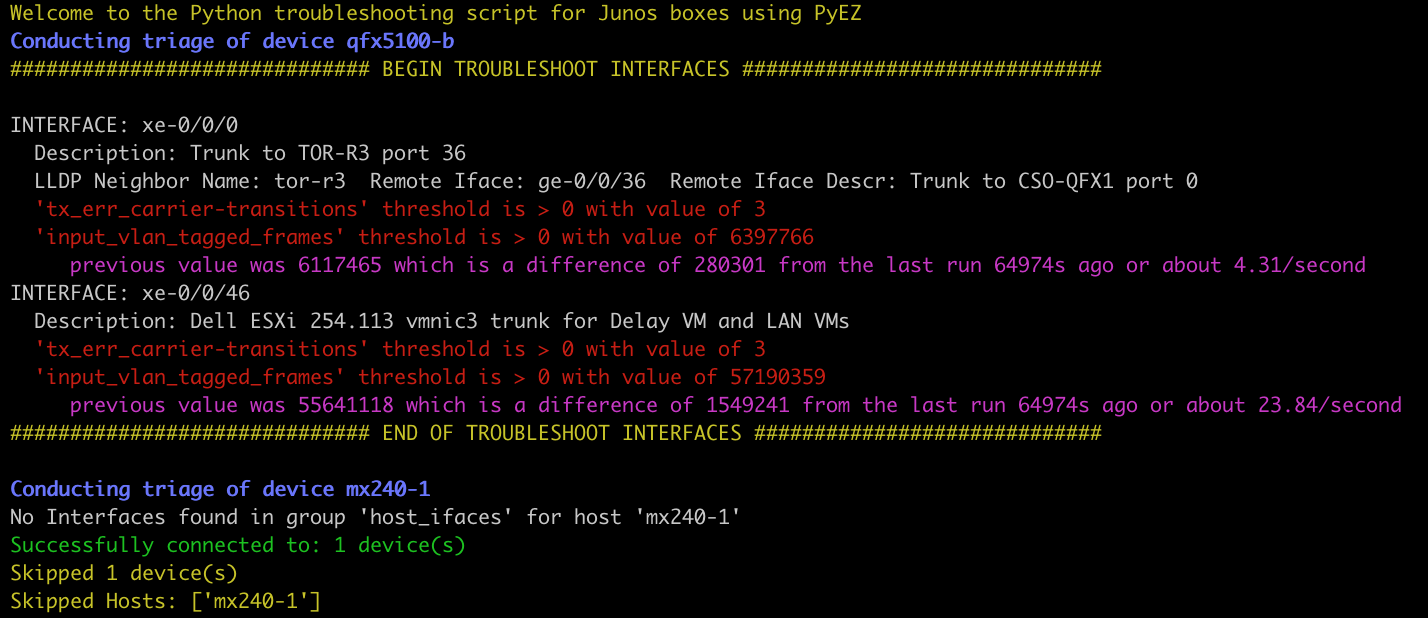 Welcome to the Python troubleshooting script for Junos boxes using PyEZ
Conducting triage of device qfx5100-b
############################## BEGIN TROUBLESHOOT INTERFACES ##############################
INTERFACE: xe-0/0/0
Description: Trunk to TOR-R3 port 36
LLDP Neighbor Name: tor-r3  Remote Iface: ge-0/0/36  Remote Iface Descr: Trunk to CSO-QFX1 port 0
'tx_err_carrier-transitions' threshold is > 0 with value of 3
'input_vlan_tagged_frames' threshold is > 0 with value of 6397766
previous value was 6117465 which is a difference of 280301 from the last run 64974s ago or about 4.31/second
INTERFACE: xe-0/0/46
Description: Dell ESXi 254.113 vmnic3 trunk for Delay VM and LAN VMs
'tx_err_carrier-transitions' threshold is > 0 with value of 3
'input_vlan_tagged_frames' threshold is > 0 with value of 57190359
previous value was 55641118 which is a difference of 1549241 from the last run 64974s ago or about 23.84/second
############################## END OF TROUBLESHOOT INTERFACES #############################
Conducting triage of device mx240-1
No Interfaces found in group 'host_ifaces' for host 'mx240-1'
Successfully connected to: 1 device(s)
Skipped 1 device(s)
Skipped Hosts: ['mx240-1']